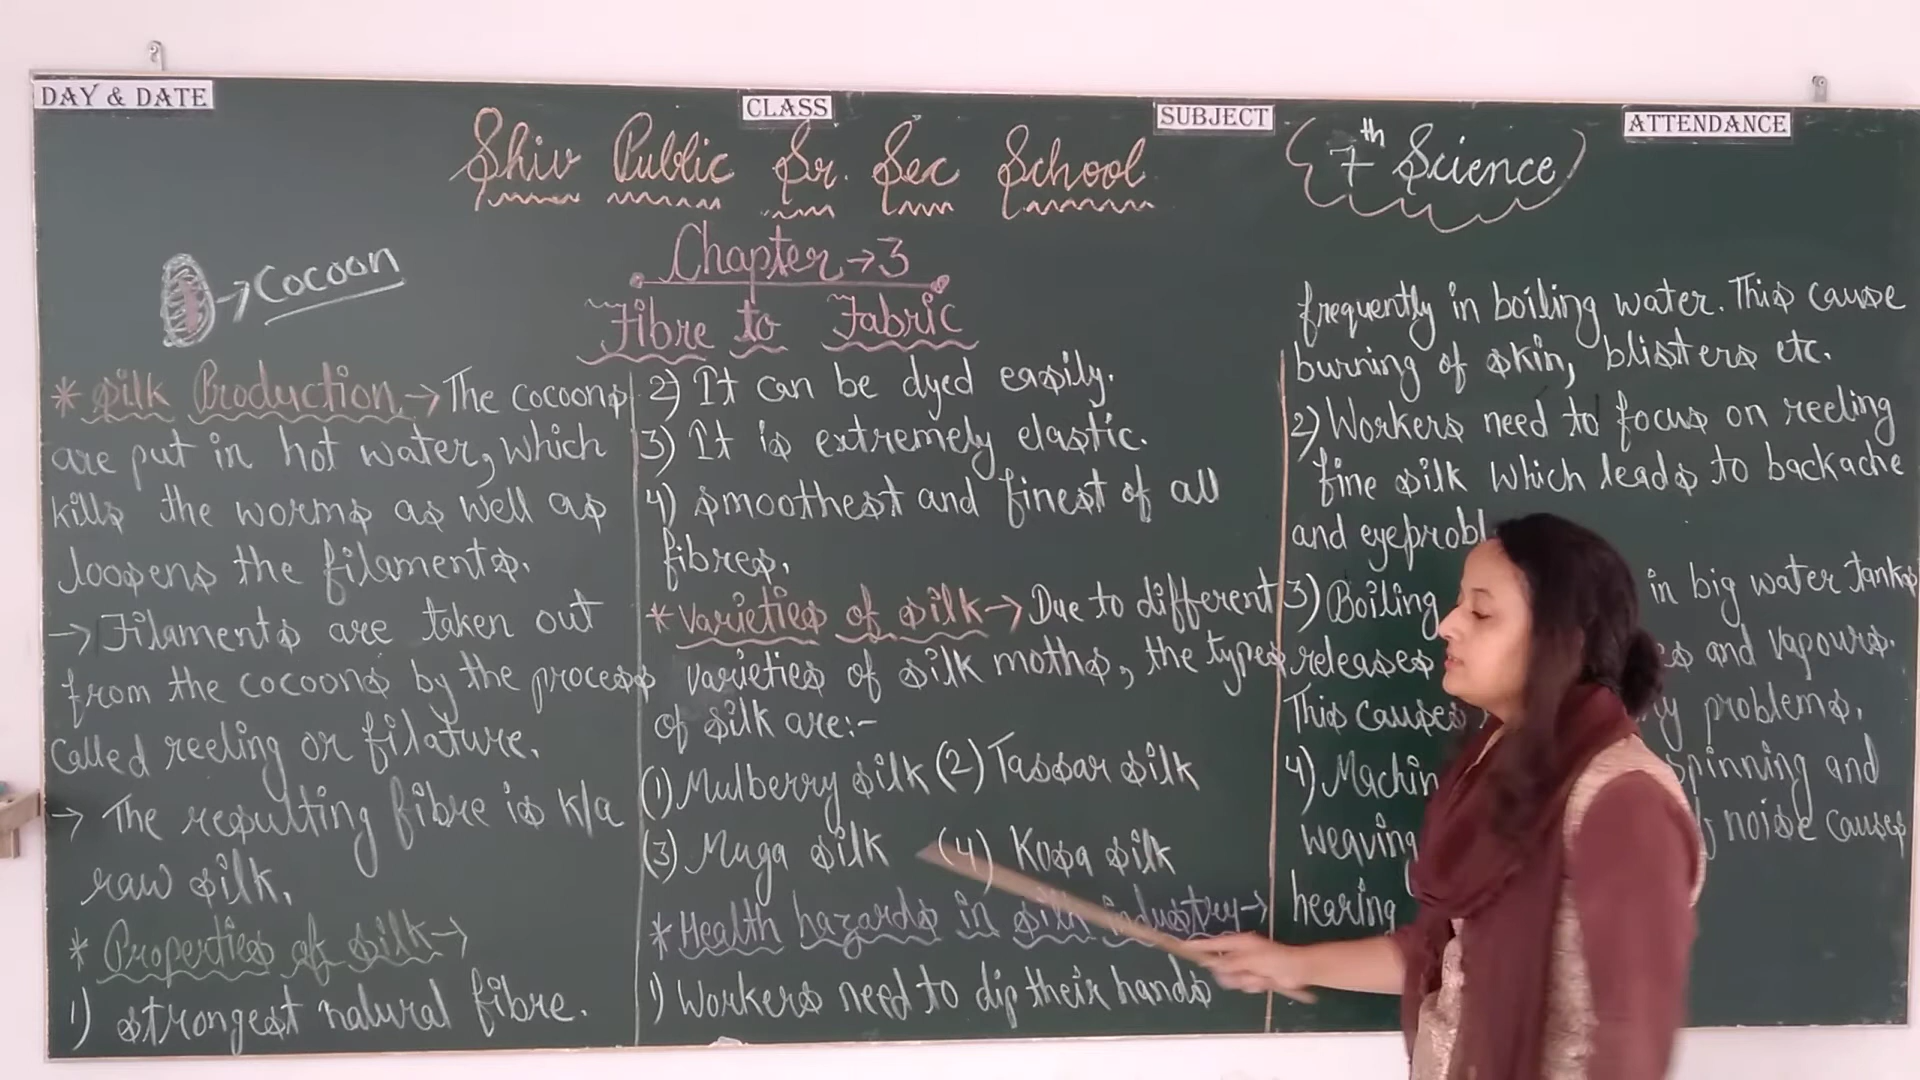 DAY & DATE
CLASS
SUBJECT
ATTENDANCE
Shiv Public Sr. Sec School
7th Science
Chapter→3
Fibre to Fabric
→Cocoon
* Silk Production→The cocoons
are put in hot water, which
kills the worms as well as
loosens the filaments.
→ Filaments are taken out
from the cocoons by the process
called reeling or filature.
→ The resulting fibre is k/a
raw silk.
* Properties of silk→
1) strongest natural fibre.
2) It can be dyed easily.
3) It is extremely elastic.
4) smoothest and finest of all
fibres.
* Varieties of silk→Due to different
varieties of silk moths, the types
of silk are:-
(1) Mulberry silk (2) Tassar silk
(3) Muga silk (4) Kosa silk
* Health hazards in silk industry→
1) Workers need to dip their hands
frequently in boiling water. This cause
burning of skin, blisters etc.
2) Workers need to focus on reeling
fine silk which leads to backache
and eyeprobl
3) Boiling in big water tanks
releases and vapours.
This causes problems.
4) spinning and
weaving noise causes
hearing